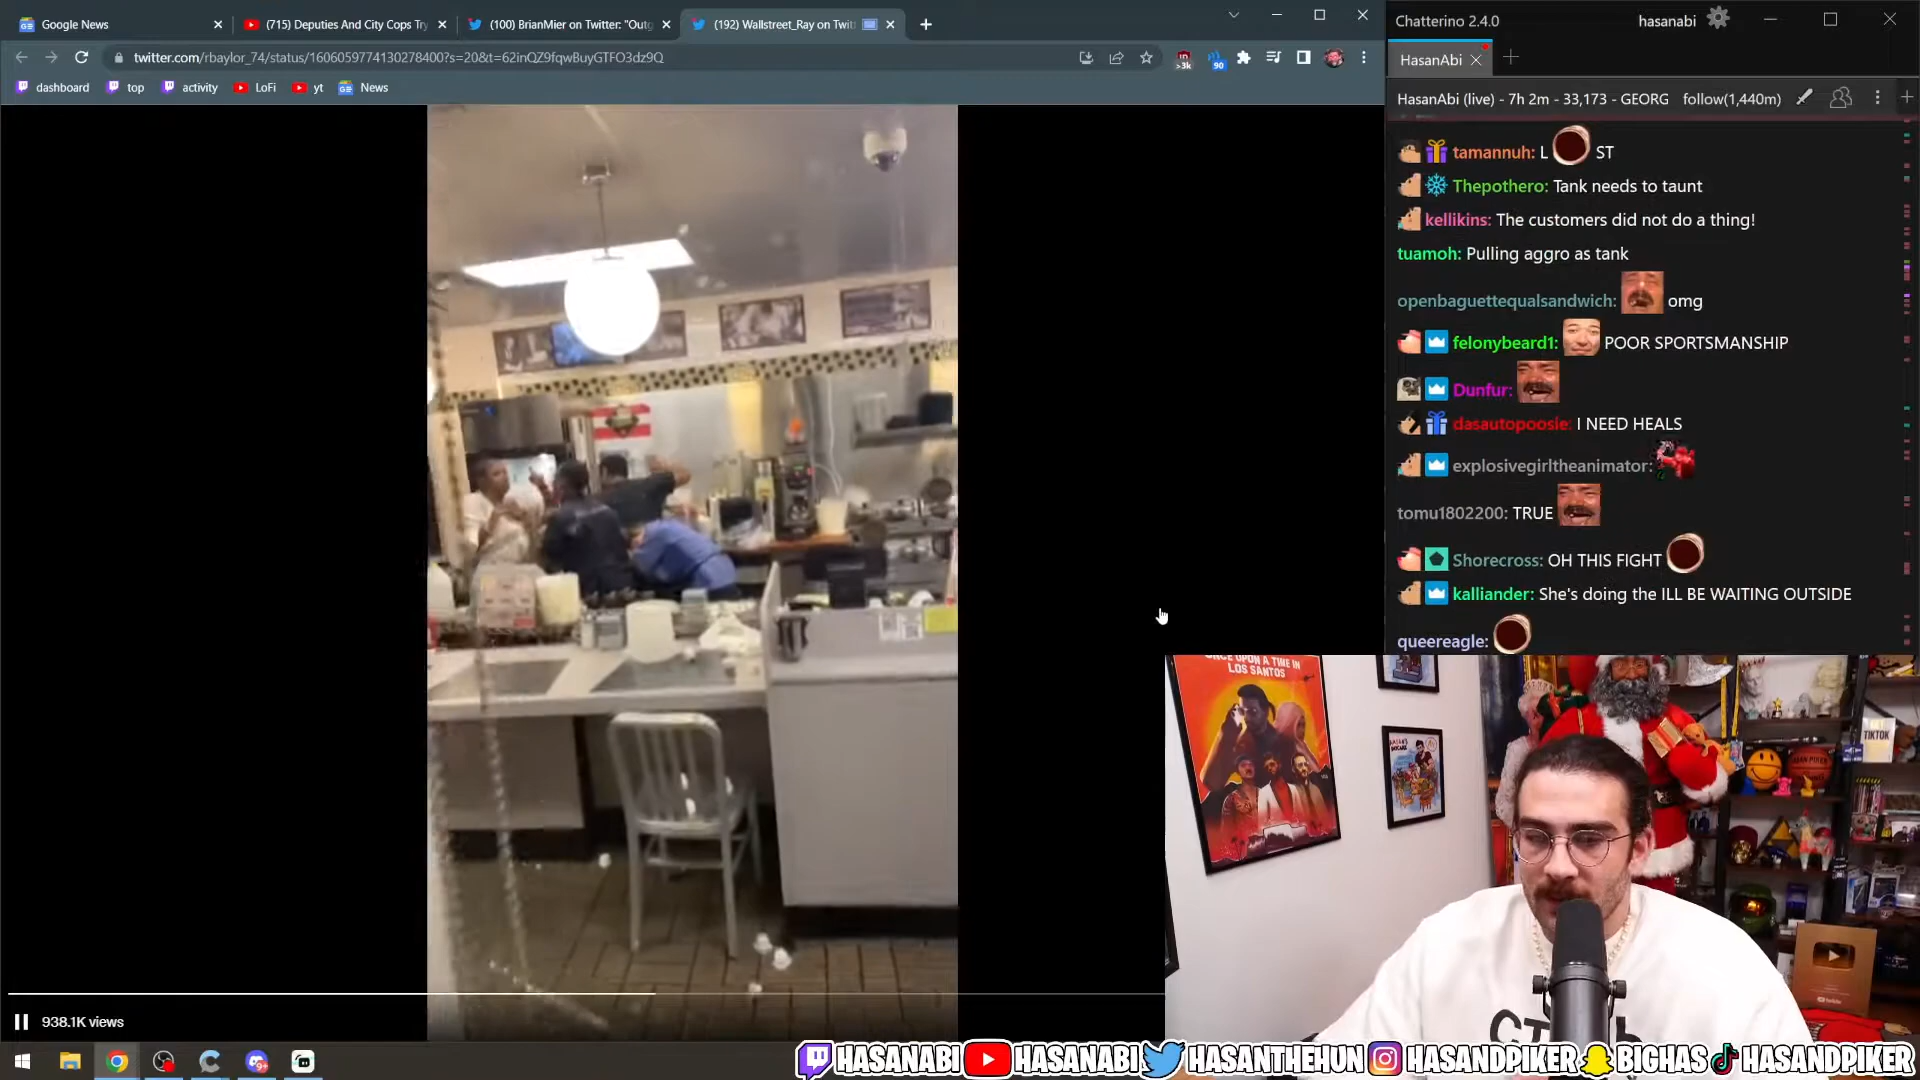 Google News
(715) Deputies And City Cops Try
(100) BrianMier on Twitter: "Outg
(192) Wallstreet_Ray on Twitt
twitter.com/rbaylor_74/status/1606059774130278400?s=20&t=62inQZ9fqwBuyGTFO3dz9Q
>3k
90
dashboard
top
activity
LoFi
yt
News
Chatterino 2.4.0
hasanabi
HasanAbi
HasanAbi (live) - 7h 2m - 33,173 - GEORG
follow(1,440m)
tamannuh: L ST
Thepothero: Tank needs to taunt
kellikins: The customers did not do a thing!
tuamoh: Pulling aggro as tank
openbaguettequalsandwich: omg
felonybeard1: POOR SPORTSMANSHIP
Dunfur:
dasautopoosie: I NEED HEALS
explosivegirltheanimator:
tomu1802200: TRUE
Shorecross: OH THIS FIGHT
kalliander: She's doing the ILL BE WAITING OUTSIDE
queereagle:
ONCE UPON A TIME IN
LOS SANTOS
TIKTOK
938.1K views
HASANABI
HASANABI
HASANTHEHUN
HASANDPIKER
BIGHAS
HASANDPIKER